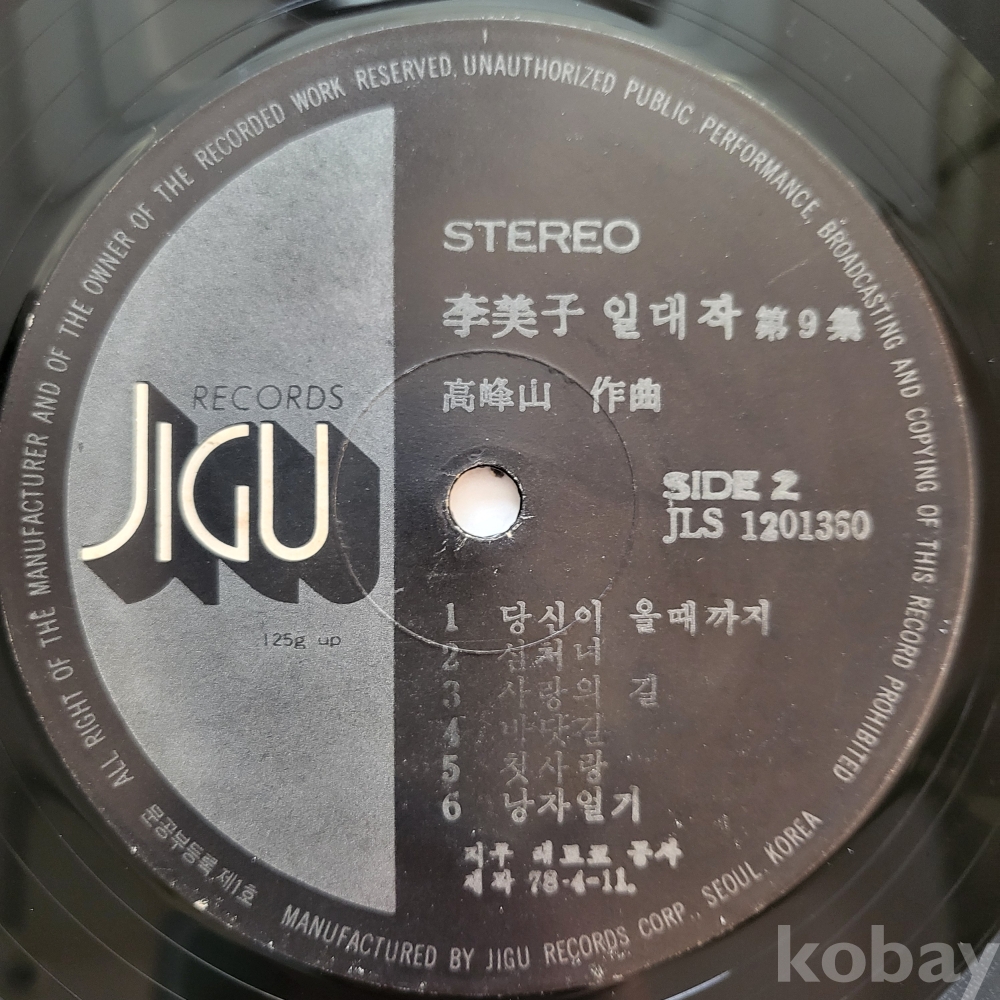 ALL RIGHT OF THE MANUFACTURER AND OF THE OWNER OF THE RECORDED WORK RESERVED, UNAUTHORIZED PUBLIC PERFORMANCE, BROADCASTING AND COPYING OF THIS RECORD PROHIBITED
STEREO
李美子 일대작 第9集
高峰山 作曲
RECORDS
JIGU
SIDE 2
JLS 1201360
125g up
1 당신이 올때까지
2 섬처녀
3 사랑의 길
4 바닷길
5 첫사랑
6 낭자일기
지구 레코드 공사
제작 78-4-11.
문공부등록 제1호
MANUFACTURED BY JIGU RECORDS CORP., SEOUL, KOREA
kobay